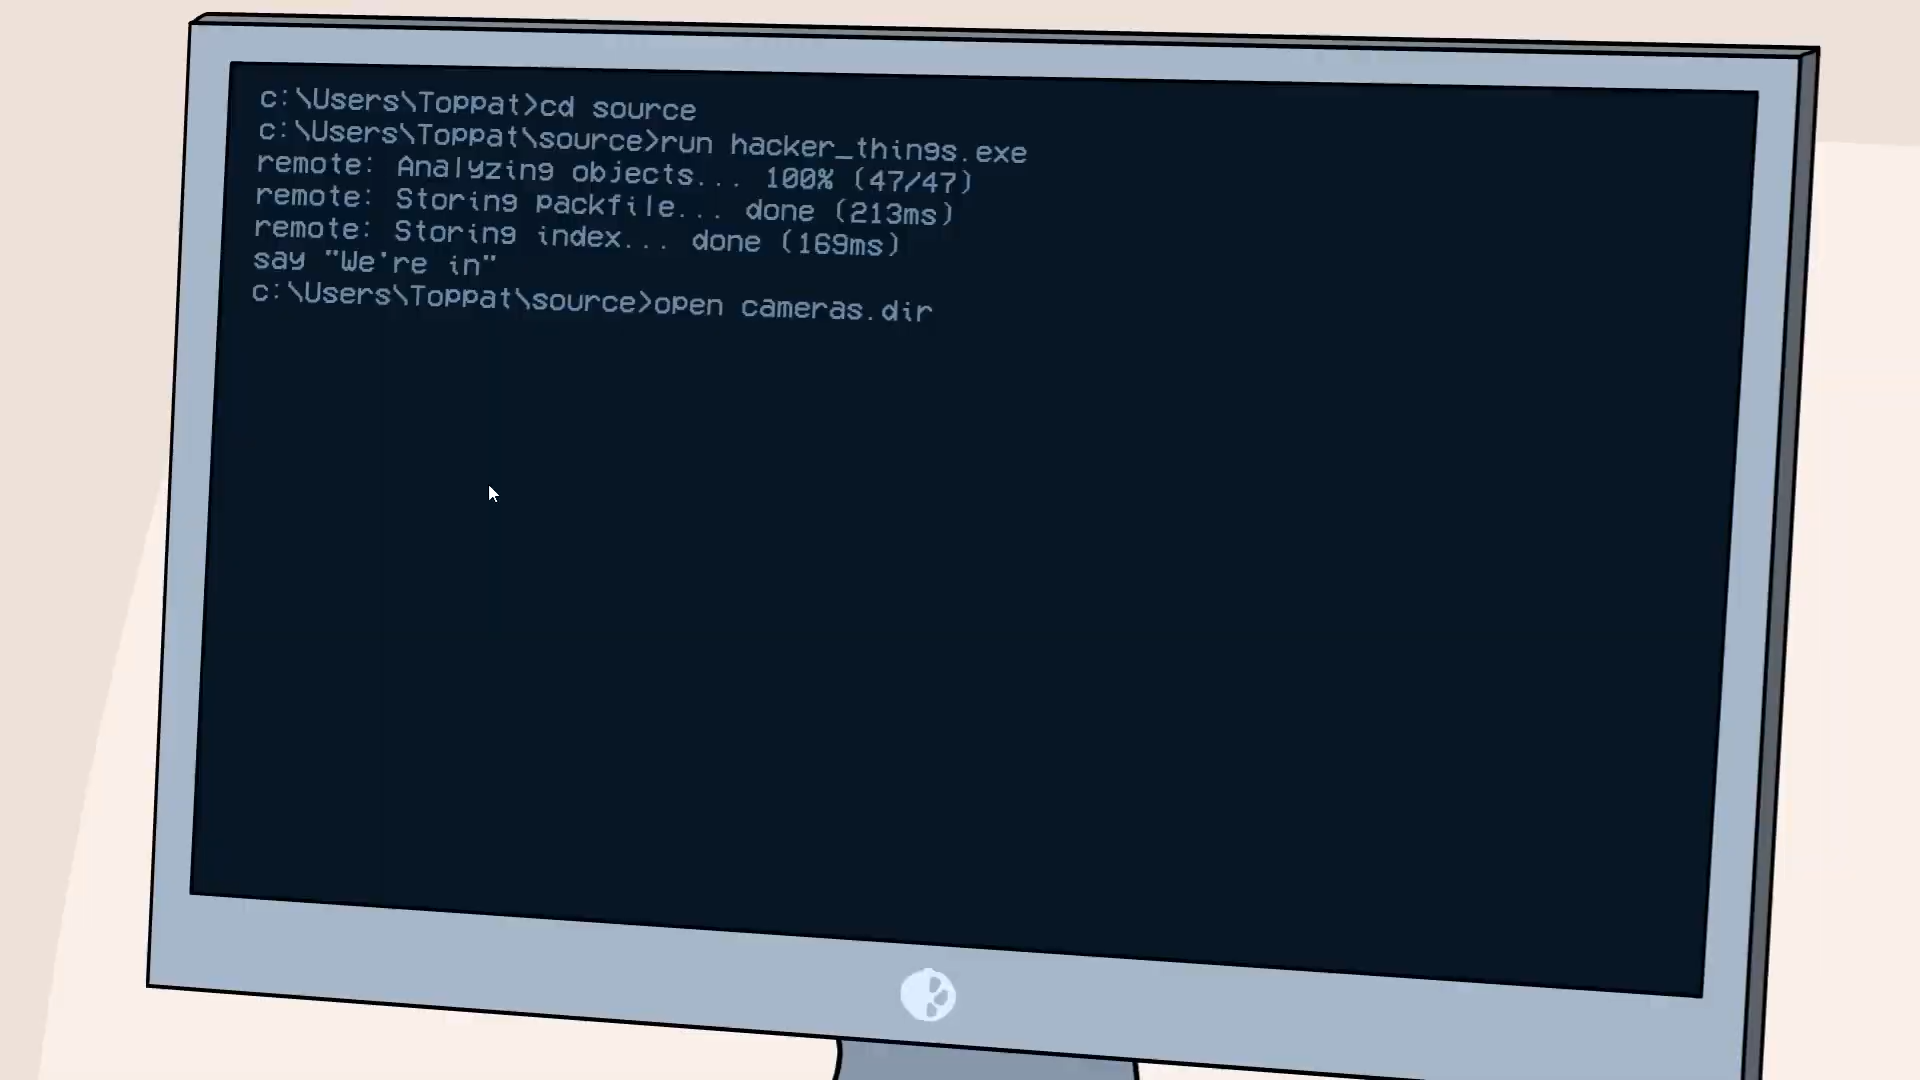 c:\Users\Toppat>cd source
c:\Users\Toppat\source>run hacker_things.exe
remote: Analyzing objects... 100% (47/47)
remote: Storing packfile... done (213ms)
remote: Storing index... done (169ms)
say "We're in"
c:\Users\Toppat\source>open cameras.dir